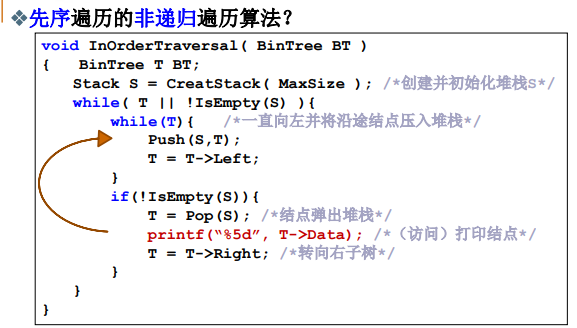 ❖先序遍历的非递归遍历算法？
void InOrderTraversal( BinTree BT )
{ BinTree T BT;
Stack S = CreatStack( MaxSize ); /*创建并初始化堆栈S*/
while( T || !IsEmpty(S) ){
while(T){ /*一直向左并将沿途结点压入堆栈*/
Push(S,T);
T = T->Left;
}
if(!IsEmpty(S)){
T = Pop(S); /*结点弹出堆栈*/
printf(“%5d”, T->Data); /*（访问）打印结点*/
T = T->Right; /*转向右子树*/
}
}
}